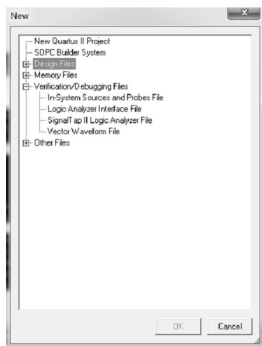 New
New Quartus II Project
SOPC Builder System
Design Files
Memory Files
Verification/Debugging Files
In-System Sources and Probes File
Logic Analyzer Interface File
SignalTap II Logic Analyzer File
Vector Waveform File
Other Files
OK
Cancel